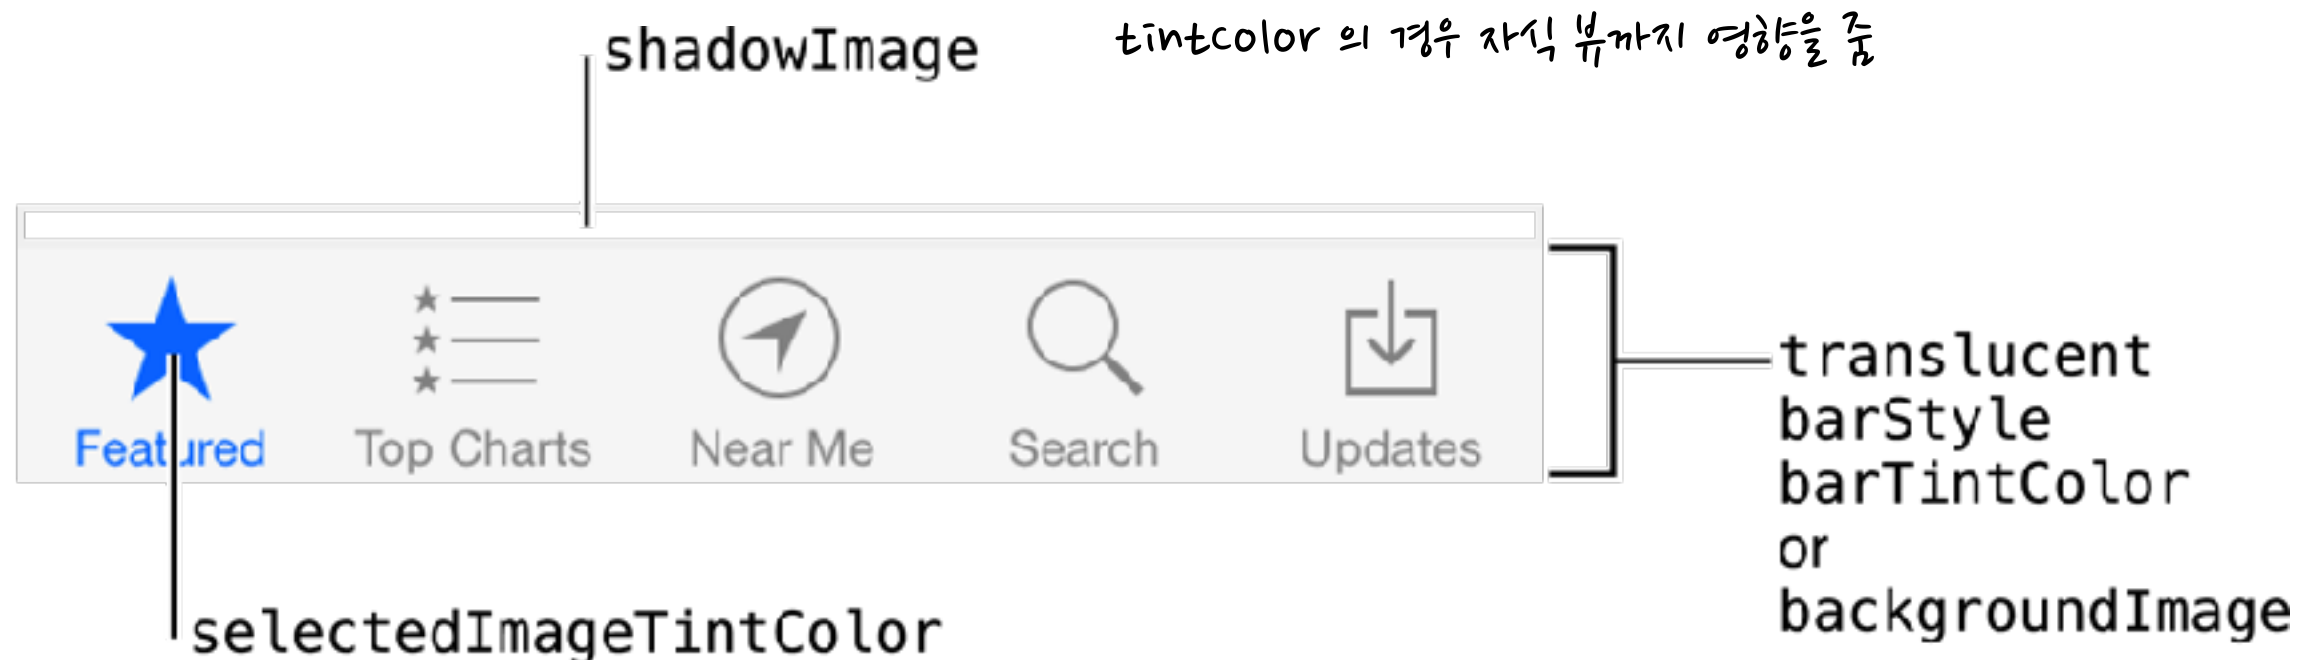 shadowImage
tintcolor 의 경우 자식 뷰까지 영향을 줌
Featured
Top Charts
Near Me
Search
Updates
translucent
barStyle
barTintColor
or
backgroundImage
selectedImageTintColor